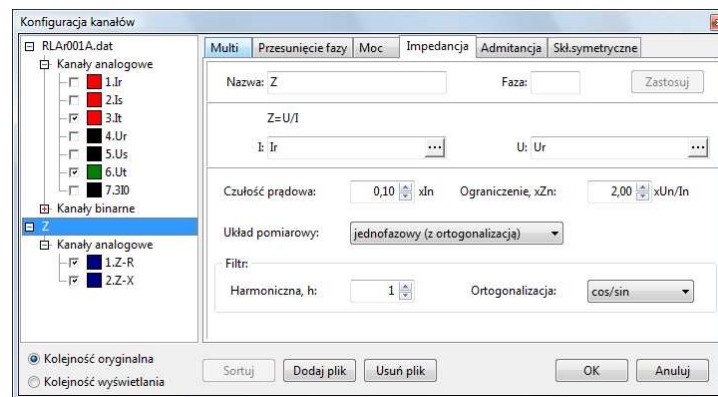 Konfiguracja kanałów
RLAr001A.dat
Kanały analogowe
1.Ir
2.Is
3.It
4.Ur
5.Us
6.Ut
7.3I0
Kanały binarne
Z
Kanały analogowe
1.Z-R
2.Z-X
Kolejność oryginalna
Kolejność wyświetlania
Multi Przesunięcie fazy Moc Impedancja Admitancja Skł.symetryczne
Nazwa: Z Faza: Zastosuj
Z=U/I
I: Ir ... U: Ur ...
Czułość prądowa: 0,10 xIn Ograniczenie, xZn: 2,00 xUn/In
Układ pomiarowy: jednofazowy (z ortogonalizacją)
Filtr:
Harmoniczna, h: 1 Ortogonalizacja: cos/sin
Sortuj Dodaj plik Usuń plik OK Anuluj